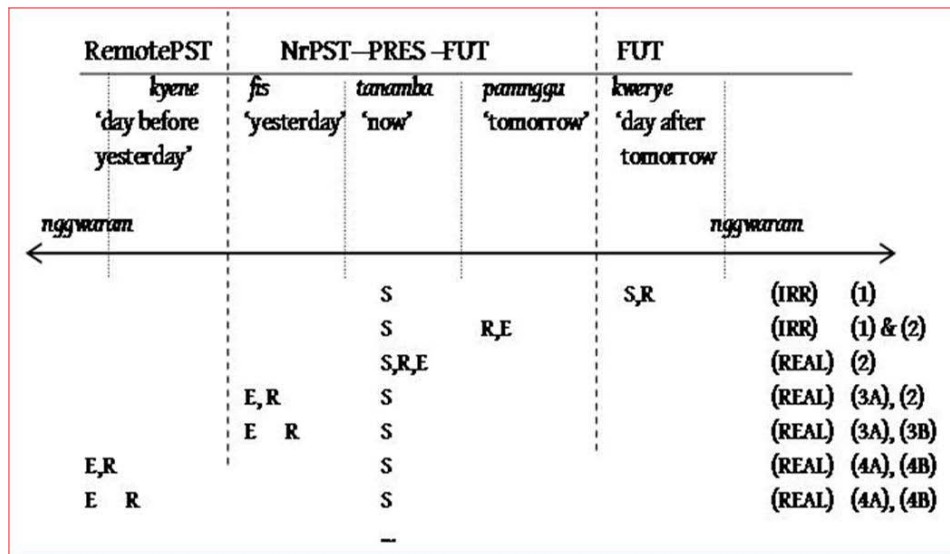 RemotePST NrPST–PRES –FUT FUT
kyene fis tanamba pamnggu kwerye
‘day before ‘yesterday’ ‘now’ ‘tomorrow’ ‘day after
yesterday’ tomorrow
nggwaram nggwaram
S S,R (IRR) (1)
S R,E (IRR) (1) & (2)
S,R,E (REAL) (2)
E, R S (REAL) (3A), (2)
E R S (REAL) (3A), (3B)
E,R S (REAL) (4A), (4B)
E R S (REAL) (4A), (4B)